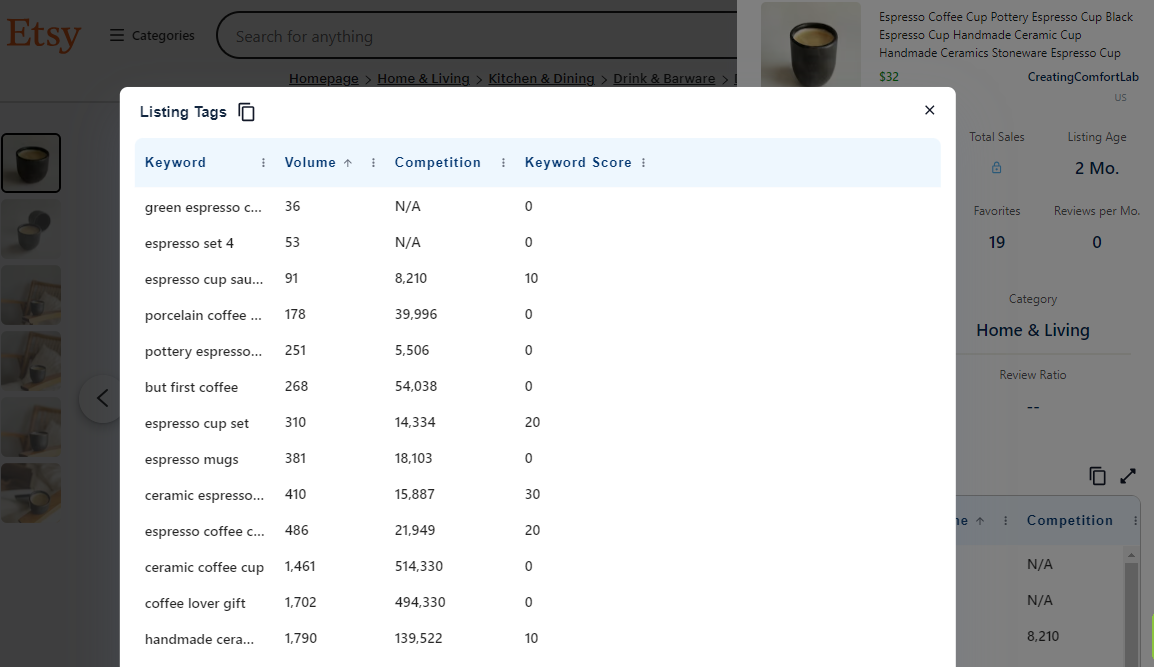 Etsy
Categories
Search for anything
Homepage > Home & Living > Kitchen & Dining > Drink & Barware >
Espresso Coffee Cup Pottery Espresso Cup Black
Espresso Cup Handmade Ceramic Cup
Handmade Ceramics Stoneware Espresso Cup
$32 CreatingComfortLab
US
Total Sales Listing Age
2 Mo.
Favorites Reviews per Mo.
19 0
Category
Home & Living
Review Ratio
--
Competition
N/A
N/A
8,210
Listing Tags
Keyword Volume Competition Keyword Score
green espresso c... 36 N/A 0
espresso set 4 53 N/A 0
espresso cup sau... 91 8,210 10
porcelain coffee ... 178 39,996 0
pottery espresso... 251 5,506 0
but first coffee 268 54,038 0
espresso cup set 310 14,334 20
espresso mugs 381 18,103 0
ceramic espresso... 410 15,887 30
espresso coffee c... 486 21,949 20
ceramic coffee cup 1,461 514,330 0
coffee lover gift 1,702 494,330 0
handmade cera... 1,790 139,522 10